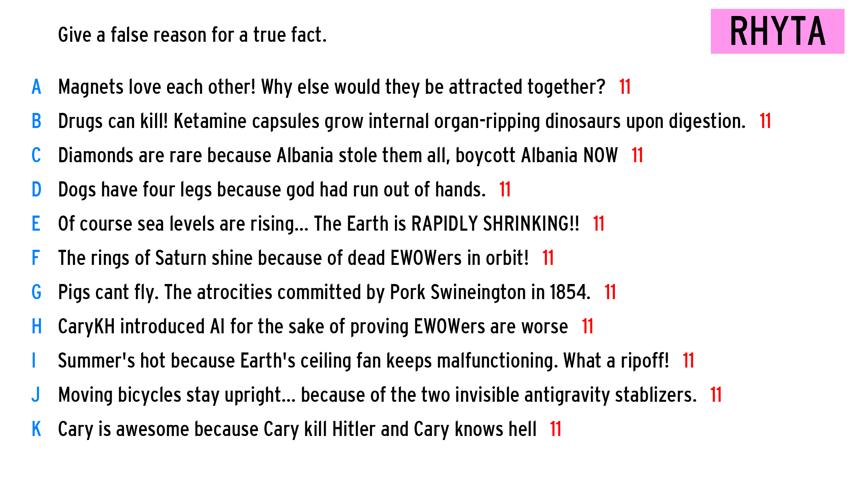 Give a false reason for a true fact.
RHYTA
A Magnets love each other! Why else would they be attracted together? 11
B Drugs can kill! Ketamine capsules grow internal organ-ripping dinosaurs upon digestion. 11
C Diamonds are rare because Albania stole them all, boycott Albania NOW 11
D Dogs have four legs because god had run out of hands. 11
E Of course sea levels are rising... The Earth is RAPIDLY SHRINKING!! 11
F The rings of Saturn shine because of dead EWOWers in orbit! 11
G Pigs cant fly. The atrocities committed by Pork Swineington in 1854. 11
H CaryKH introduced AI for the sake of proving EWOWers are worse 11
I Summer's hot because Earth's ceiling fan keeps malfunctioning. What a ripoff! 11
J Moving bicycles stay upright... because of the two invisible antigravity stablizers. 11
K Cary is awesome because Cary kill Hitler and Cary knows hell 11